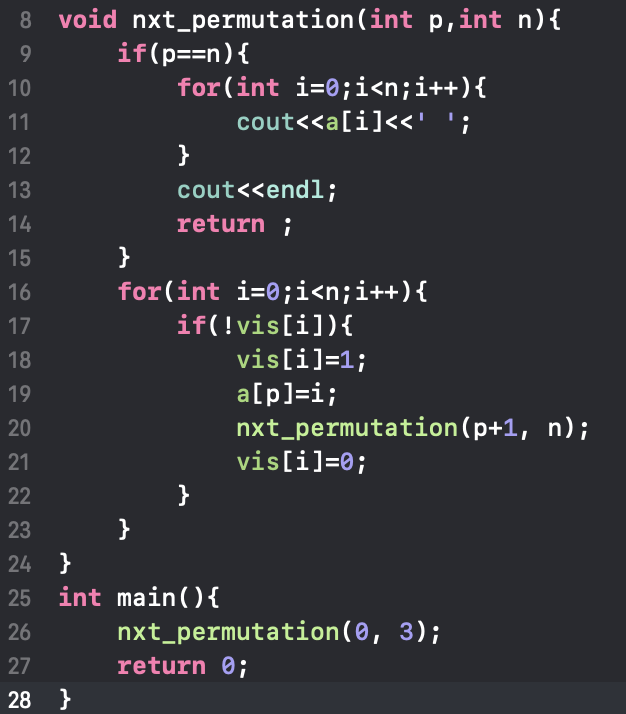 8 void nxt_permutation(int p,int n){
9     if(p==n){
10         for(int i=0;i<n;i++){
11             cout<<a[i]<<' ';
12         }
13         cout<<endl;
14         return ;
15     }
16     for(int i=0;i<n;i++){
17         if(!vis[i]){
18             vis[i]=1;
19             a[p]=i;
20             nxt_permutation(p+1, n);
21             vis[i]=0;
22         }
23     }
24 }
25 int main(){
26     nxt_permutation(0, 3);
27     return 0;
28 }